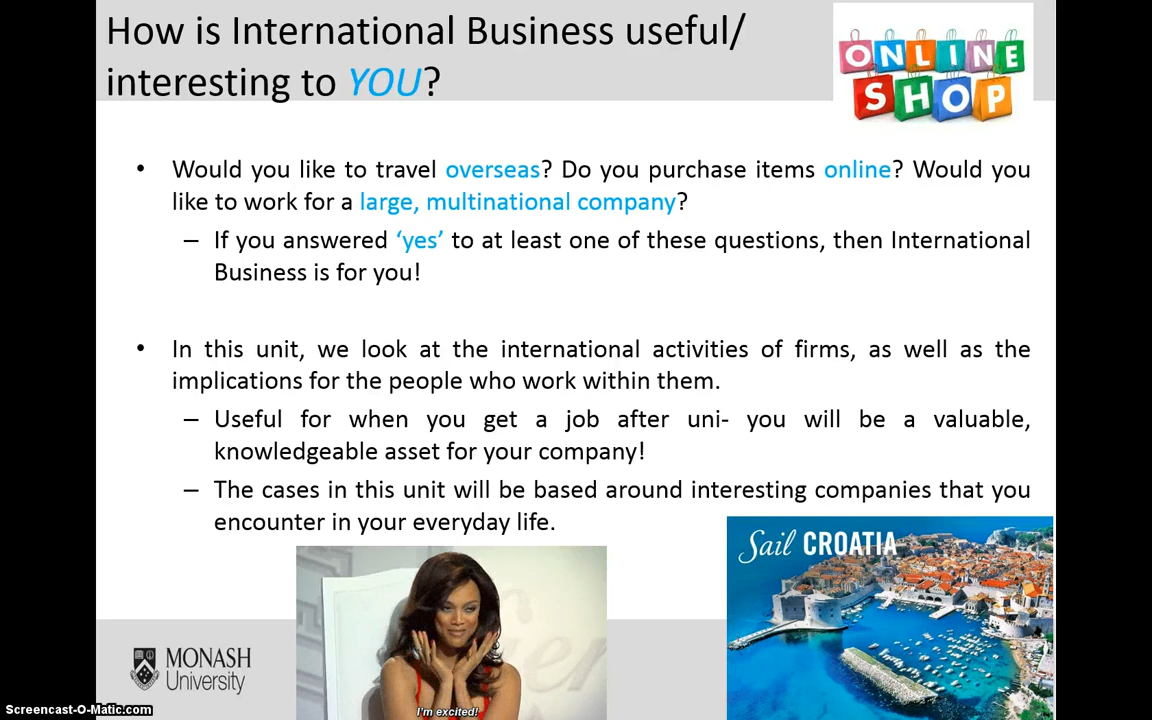 How is International Business useful/
interesting to YOU?
ONLINE
SHOP
• Would you like to travel overseas? Do you purchase items online? Would you
like to work for a large, multinational company?
– If you answered ‘yes’ to at least one of these questions, then International
Business is for you!
• In this unit, we look at the international activities of firms, as well as the
implications for the people who work within them.
– Useful for when you get a job after uni- you will be a valuable,
knowledgeable asset for your company!
– The cases in this unit will be based around interesting companies that you
encounter in your everyday life.
Sail CROATIA
MONASH
University
I'm excited!
Screencast-O-Matic.com